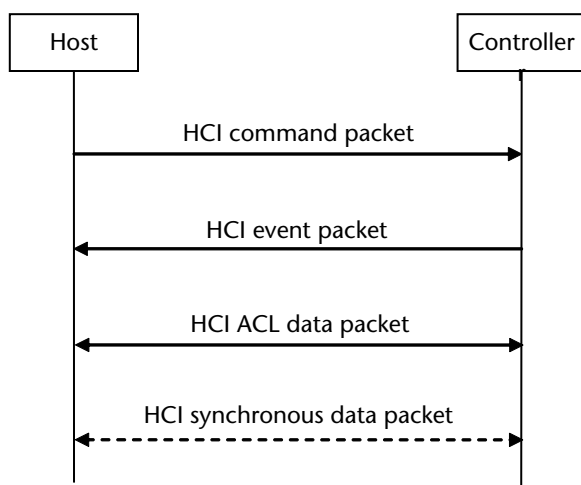 Host
Controller
HCI command packet
HCI event packet
HCI ACL data packet
HCI synchronous data packet